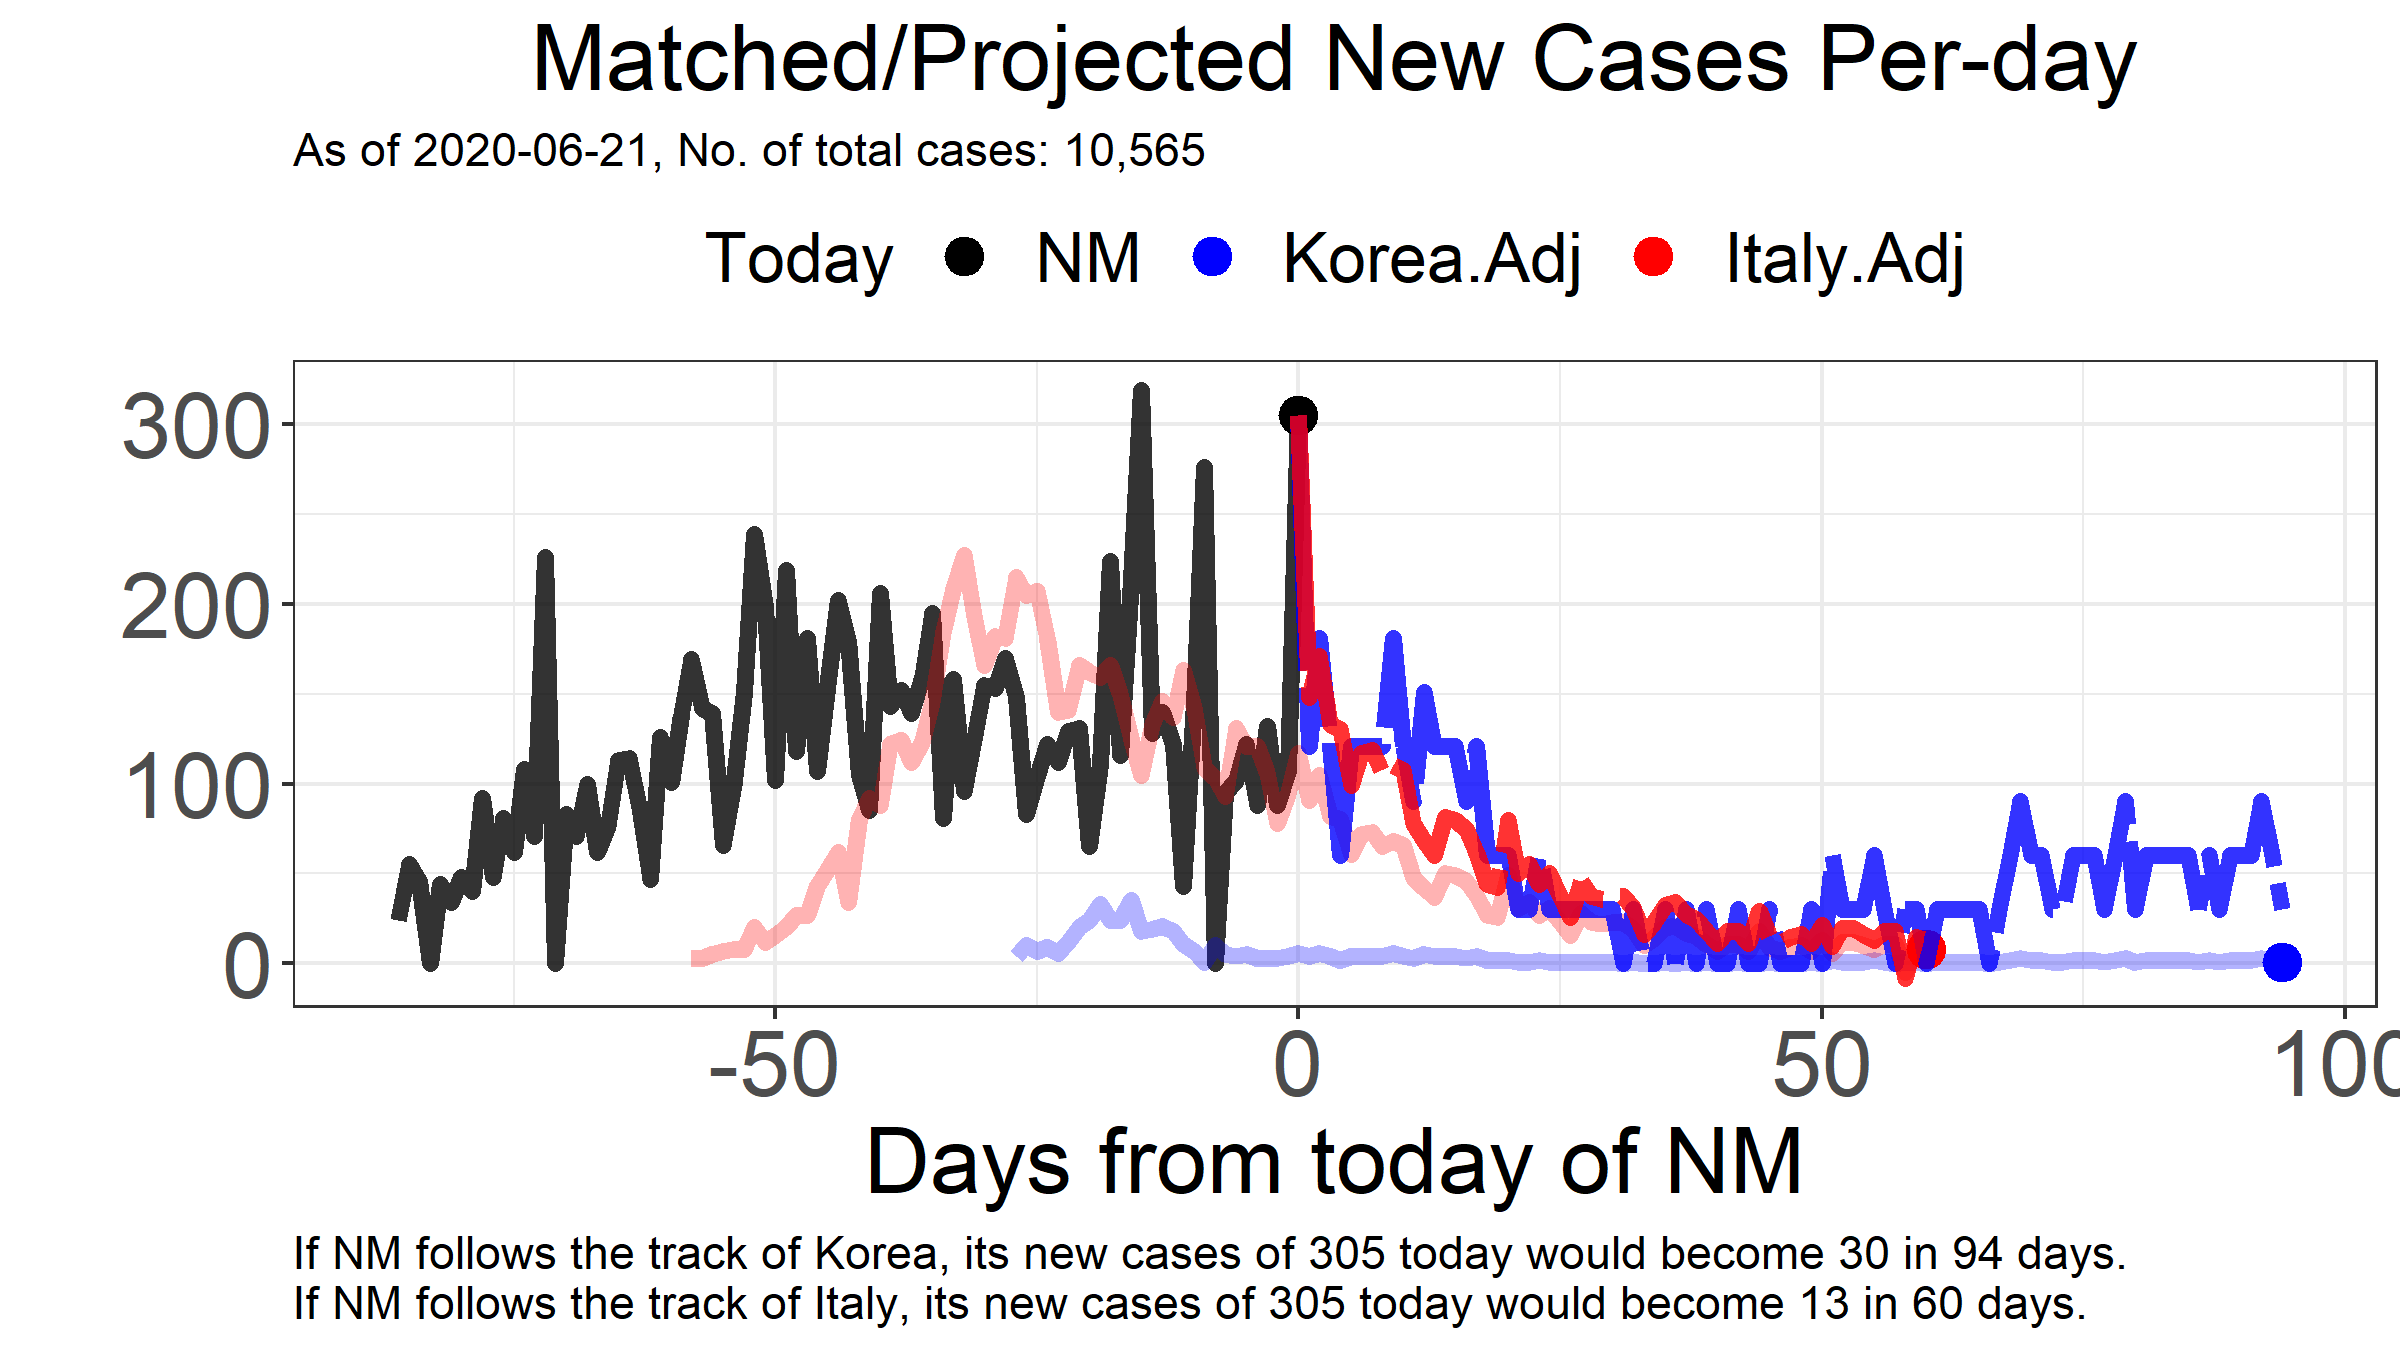 Matched/Projected New Cases Per-day
As of 2020-06-21, No. of total cases: 10,565
Today NM Korea.Adj Italy.Adj
300
200
100
0
-50 0 50 100
Days from today of NM
If NM follows the track of Korea, its new cases of 305 today would become 30 in 94 days.
If NM follows the track of Italy, its new cases of 305 today would become 13 in 60 days.